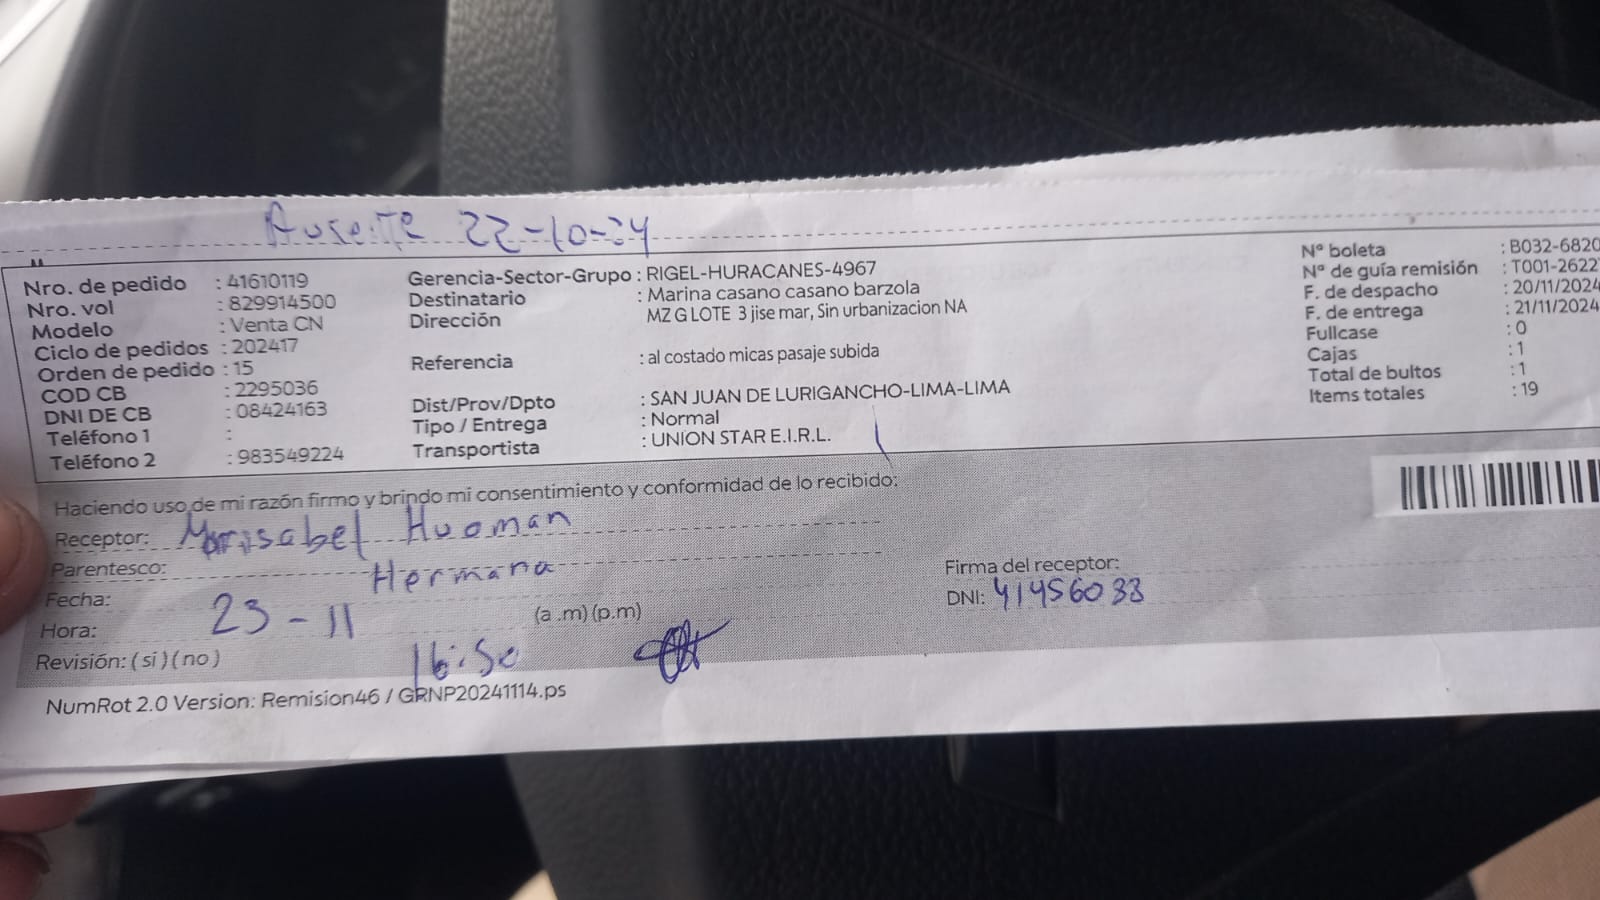 Ausente 22-10-24
Nro. de pedido : 41610119
Nro. vol : 829914500
Modelo : Venta CN
Ciclo de pedidos : 202417
Orden de pedido : 15
COD CB : 2295036
DNI DE CB : 08424163
Teléfono 1 :
Teléfono 2 : 983549224
Gerencia-Sector-Grupo : RIGEL-HURACANES-4967
Destinatario : Marina casano casano barzola
Dirección MZ G LOTE 3 jise mar, Sin urbanizacion NA
Referencia : al costado micas pasaje subida
Dist/Prov/Dpto : SAN JUAN DE LURIGANCHO-LIMA-LIMA
Tipo / Entrega : Normal
Transportista : UNION STAR E.I.R.L.
Nº boleta : B032-6820
Nº de guía remisión : T001-2622
F. de despacho : 20/11/2024
F. de entrega : 21/11/2024
Fullcase : 0
Cajas : 1
Total de bultos : 1
Items totales : 19
Haciendo uso de mi razón firmo y brindo mi consentimiento y conformidad de lo recibido:
Receptor: Marisabel Huaman
Parentesco: Hermana
Fecha: 23-11
Hora: 16:50 (a .m) (p.m)
Revisión: ( si ) ( no )
Firma del receptor:
DNI: 41456033
NumRot 2.0 Version: Remision46 / GRNP20241114.ps